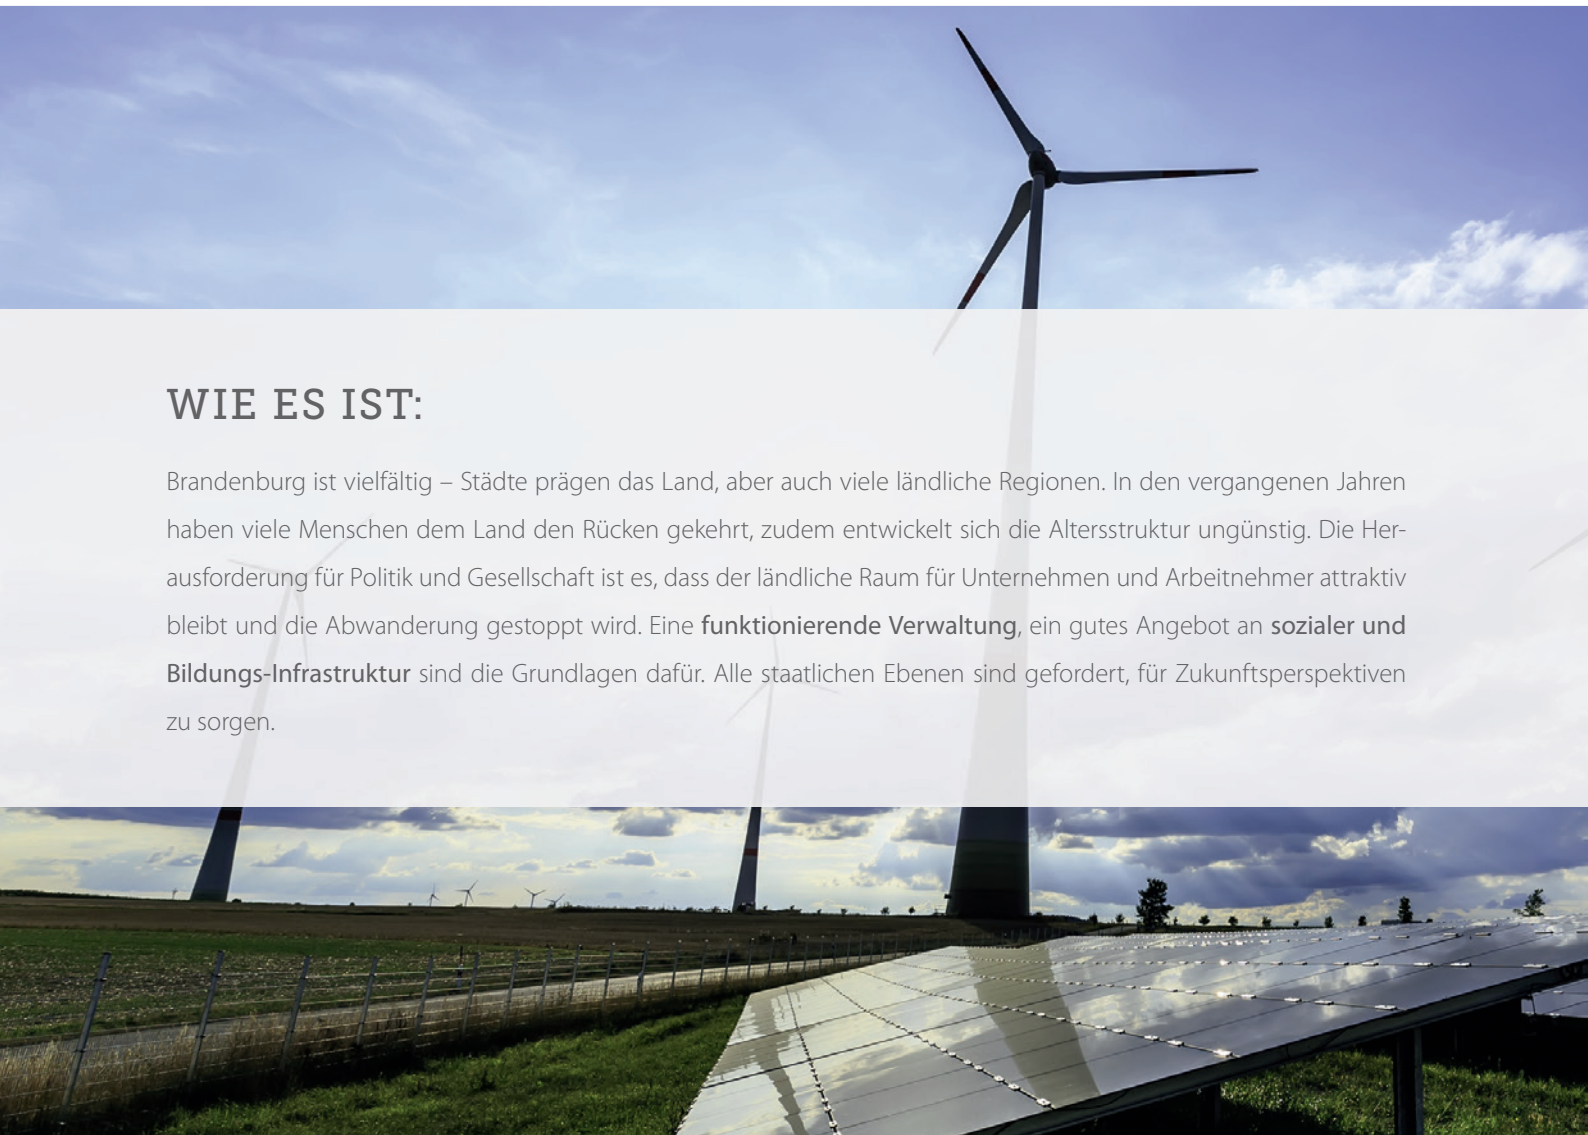 WIE ES IST:
Brandenburg ist vielfältig – Städte prägen das Land, aber auch viele ländliche Regionen. In den vergangenen Jahren
haben viele Menschen dem Land den Rücken gekehrt, zudem entwickelt sich die Altersstruktur ungünstig. Die Her-
ausforderung für Politik und Gesellschaft ist es, dass der ländliche Raum für Unternehmen und Arbeitnehmer attraktiv
bleibt und die Abwanderung gestoppt wird. Eine funktionierende Verwaltung, ein gutes Angebot an sozialer und
Bildungs-Infrastruktur sind die Grundlagen dafür. Alle staatlichen Ebenen sind gefordert, für Zukunftsperspektiven
zu sorgen.